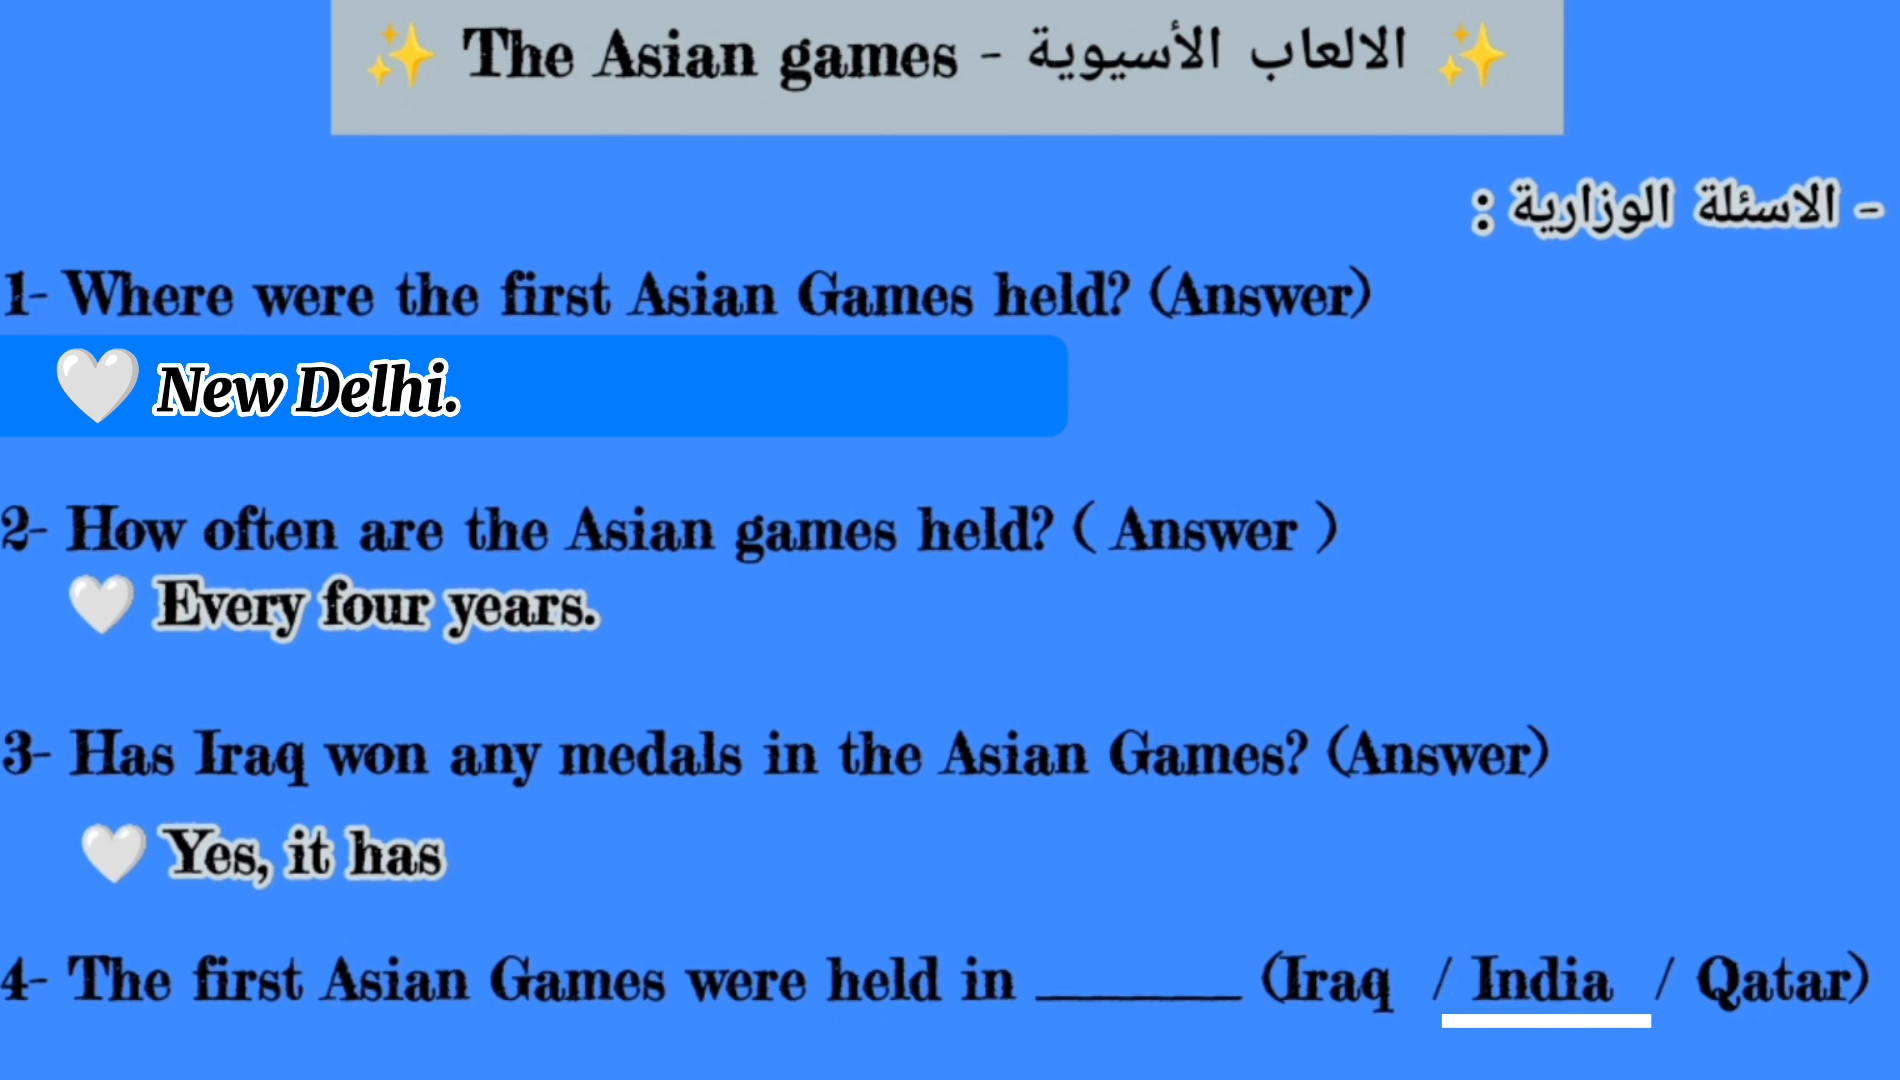 ✨ The Asian games - الالعاب الأسيوية ✨
- الاسئلة الوزارية :
1- Where were the first Asian Games held? (Answer)
🤍 New Delhi.
2- How often are the Asian games held? ( Answer )
🤍 Every four years.
3- Has Iraq won any medals in the Asian Games? (Answer)
🤍 Yes, it has
4- The first Asian Games were held in ______ (Iraq / India / Qatar)